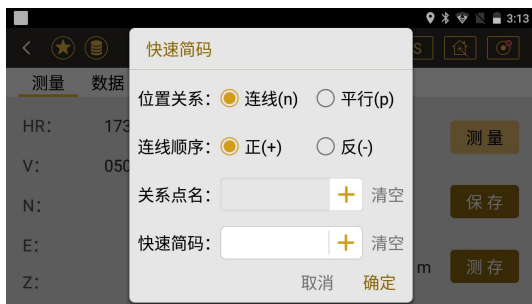 3:13
快速简码
S
测量 数据
位置关系： 连线(n) 平行(p)
HR: 173
测量
连线顺序： 正(+) 反(-)
V: 050
关系点名： + 清空
N:
保存
快速简码： + 清空
E:
取消 确定
m 测存
Z: